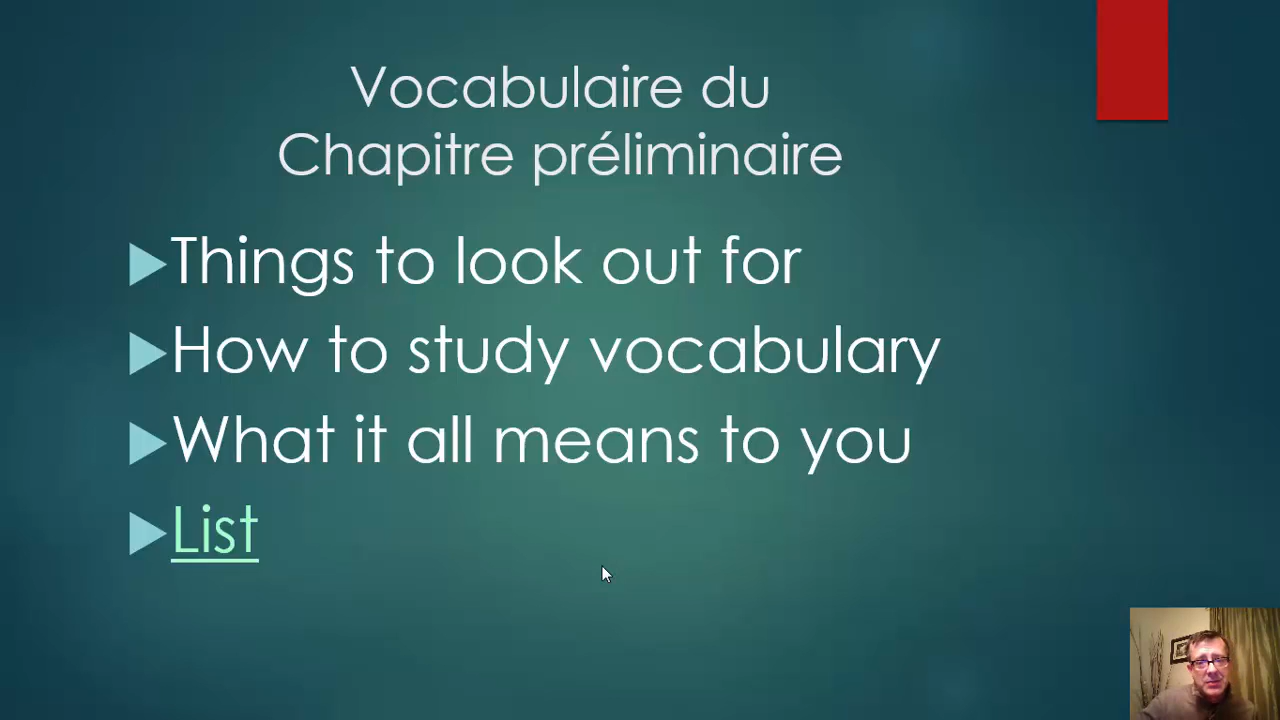 Vocabulaire du
Chapitre préliminaire
Things to look out for
How to study vocabulary
What it all means to you
List